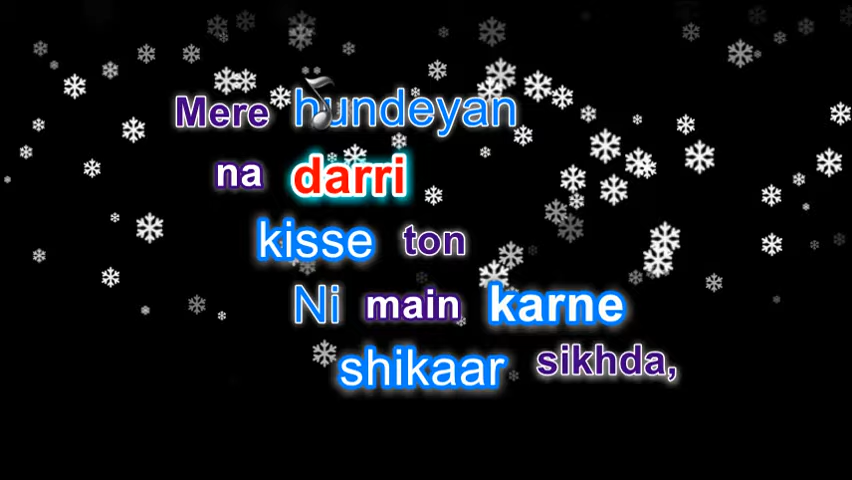 Mere hundeyan
na darri
kisse ton
Ni main karne
shikaar sikhda,